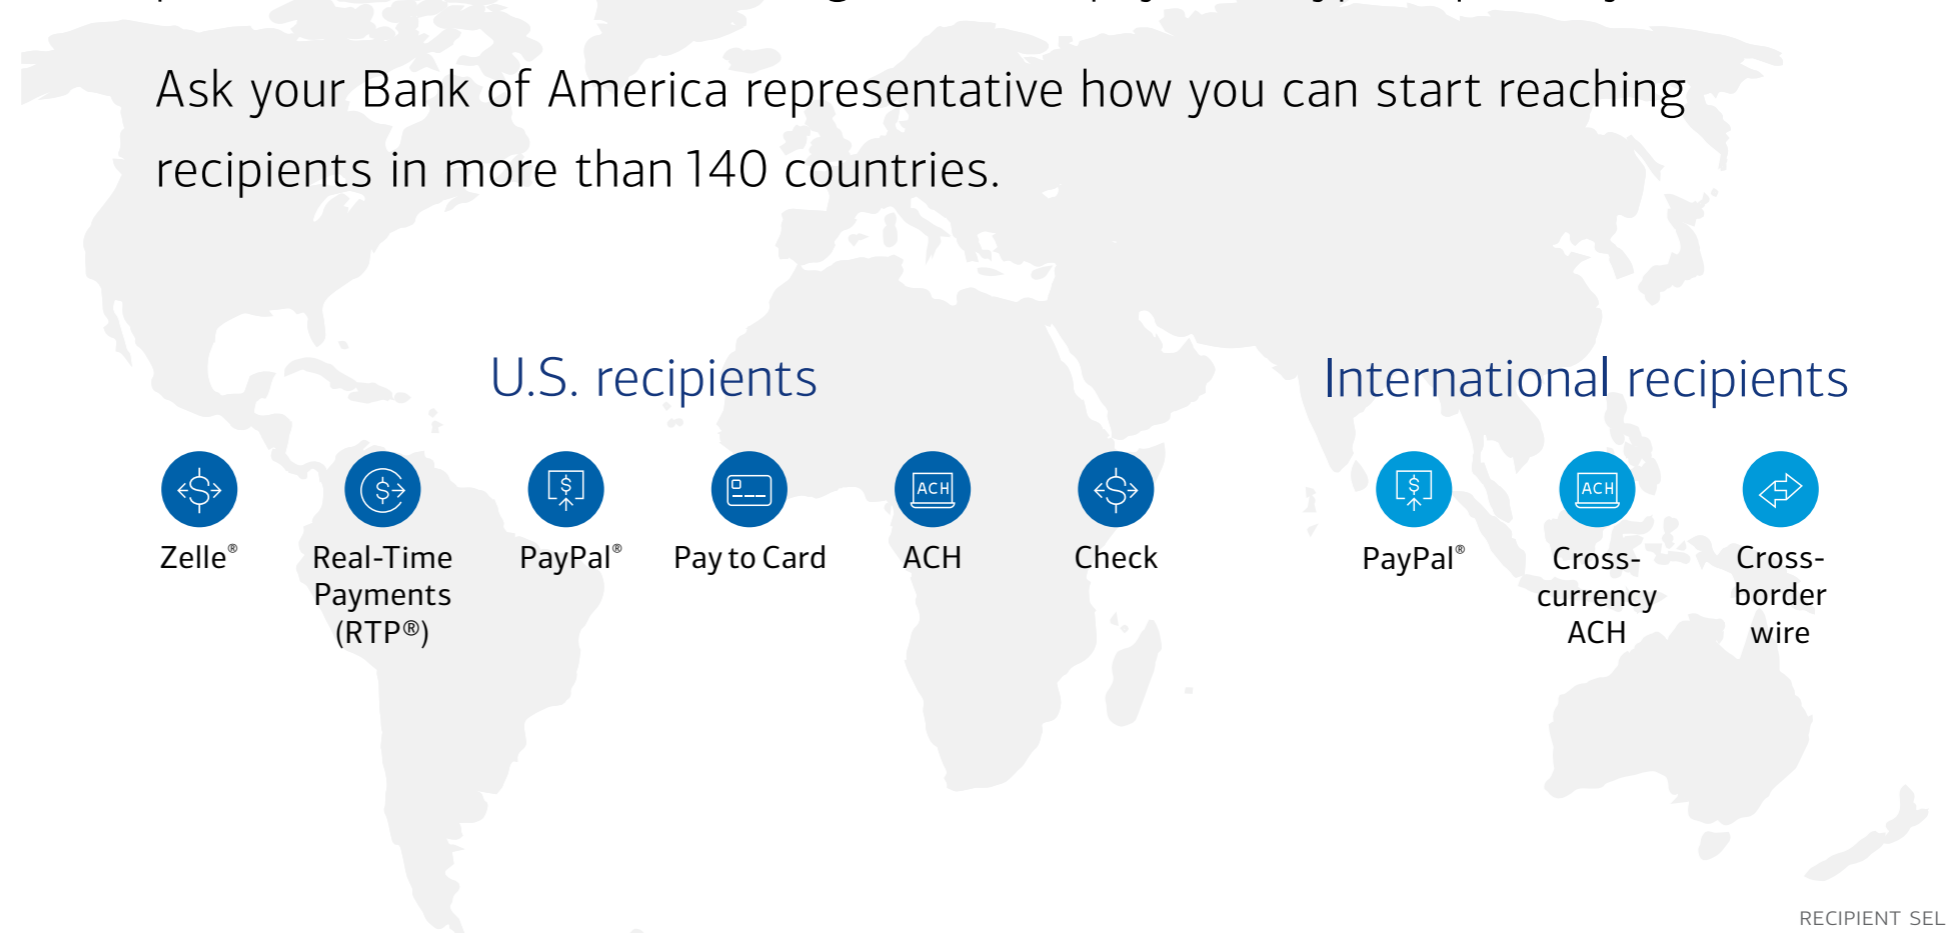 Ask your Bank of America representative how you can start reaching
recipients in more than 140 countries.
U.S. recipients
International recipients
$
$
$
ACH
$
$
ACH
Zelle®
Real-Time
Payments
(RTP®)
PayPal®
Pay to Card
ACH
Check
PayPal®
Cross-
currency
ACH
Cross-
border
wire
RECIPIENT SEL